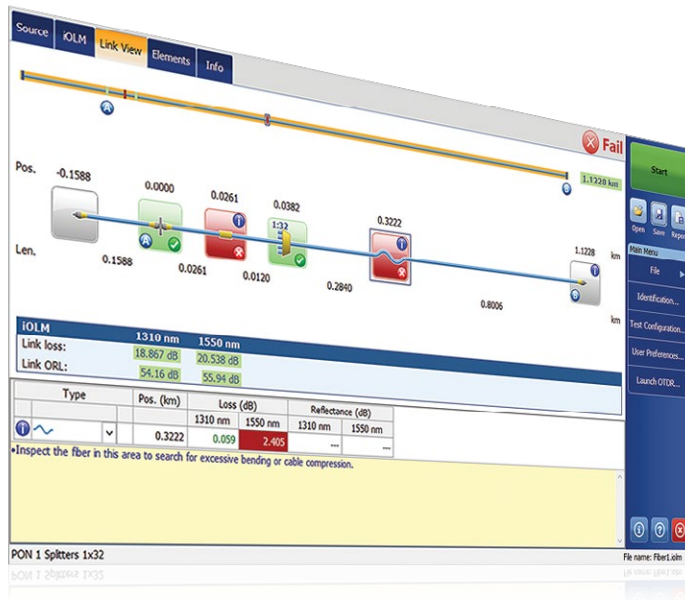 Source iOLM Link View Elements Info
Fail
Start
A
B
1.1228 km
Open Save Report
Main Menu
Pos. -0.1588 0.0000 0.0261 0.0382 0.3222 1.1228 km
File
1:32
A
B
Identification...
Len. 0.1588 0.0261 0.0120 0.2840 0.8006 km
Test Configuration...
User Preferences...
Launch OTDR...
iOLM 1310 nm 1550 nm
Link loss: 18.867 dB 20.538 dB
Link ORL: 54.16 dB 55.94 dB
Type Pos. (km) Loss (dB) Reflectance (dB)
1310 nm 1550 nm 1310 nm 1550 nm
0.3222 0.059 2.405 --- ---
•Inspect the fiber in this area to search for excessive bending or cable compression.
PON 1 Splitters 1x32
File name: Fiber1.iolm